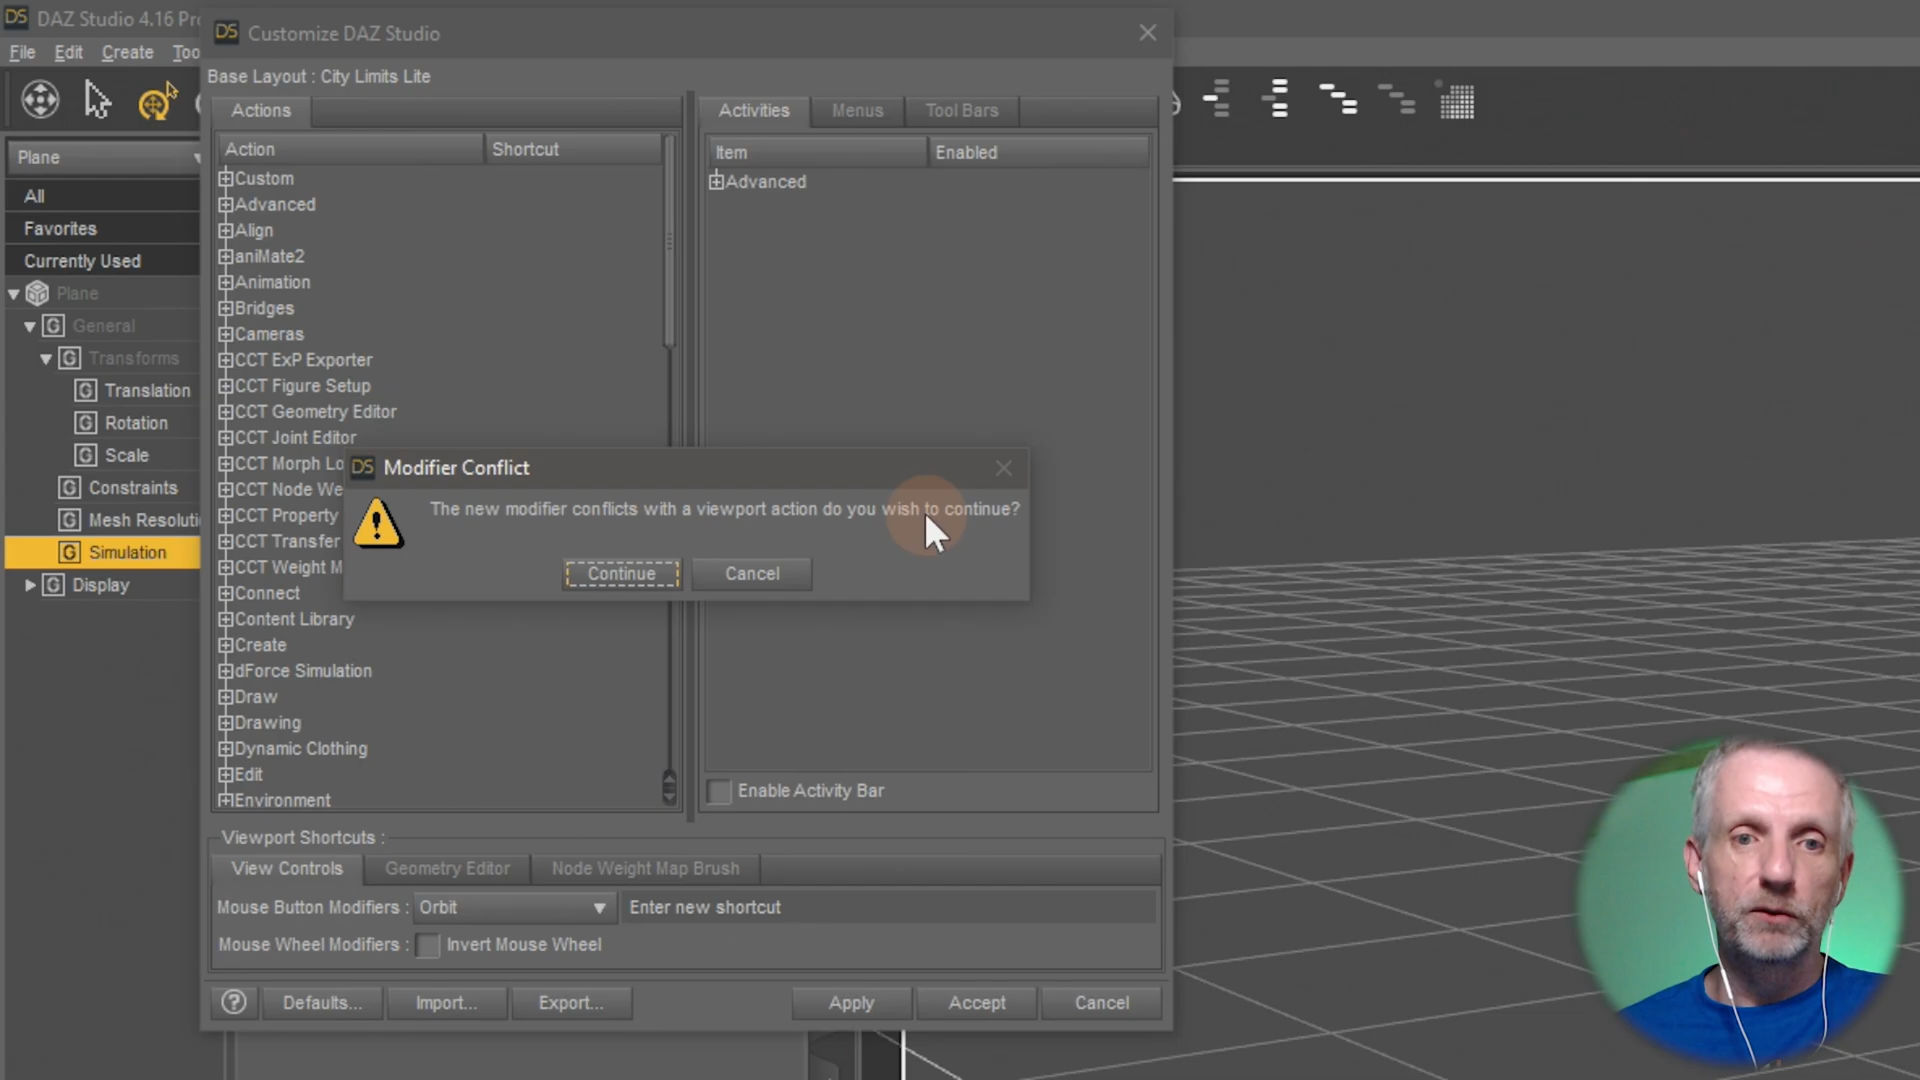 DS DAZ Studio 4.16 Pr
File Edit Create Too
Plane
All
Favorites
Currently Used
Plane
General
Transforms
Translation
Rotation
Scale
Constraints
Mesh Resoluti
Simulation
Display
DS Customize DAZ Studio
Base Layout : City Limits Lite
Actions
Action Shortcut
Custom
Advanced
Align
aniMate2
Animation
Bridges
Cameras
CCT ExP Exporter
CCT Figure Setup
CCT Geometry Editor
CCT Joint Editor
CCT Morph Lo
CCT Node We
CCT Property
CCT Transfer
CCT Weight M
Connect
Content Library
Create
dForce Simulation
Draw
Drawing
Dynamic Clothing
Edit
Environment
Activities Menus Tool Bars
Item Enabled
Advanced
Enable Activity Bar
DS Modifier Conflict
The new modifier conflicts with a viewport action do you wish to continue?
Continue Cancel
Viewport Shortcuts :
View Controls Geometry Editor Node Weight Map Brush
Mouse Button Modifiers : Orbit Enter new shortcut
Mouse Wheel Modifiers : Invert Mouse Wheel
? Defaults... Import... Export... Apply Accept Cancel